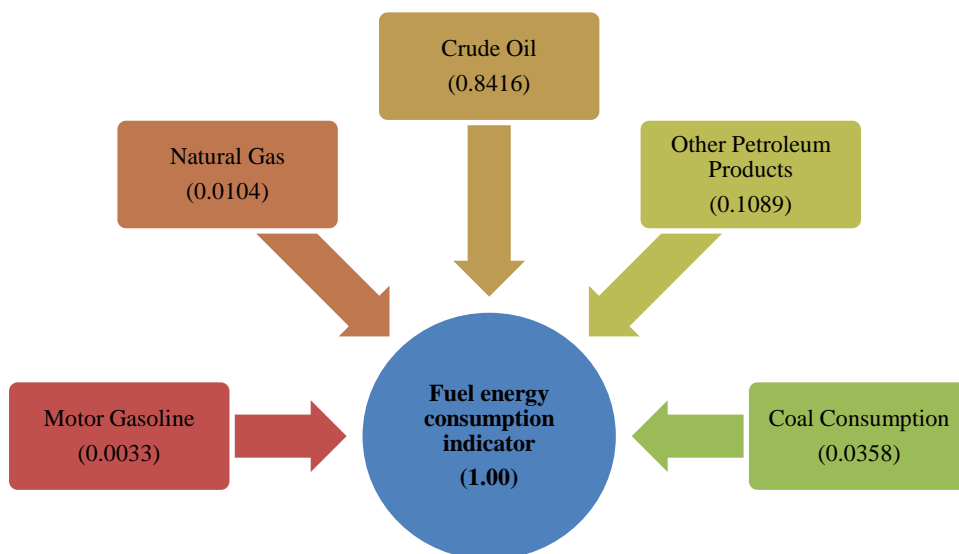 Crude Oil
(0.8416)
Natural Gas
(0.0104)
Other Petroleum
Products
(0.1089)
Motor Gasoline
(0.0033)
Fuel energy
consumption
indicator
(1.00)
Coal Consumption
(0.0358)